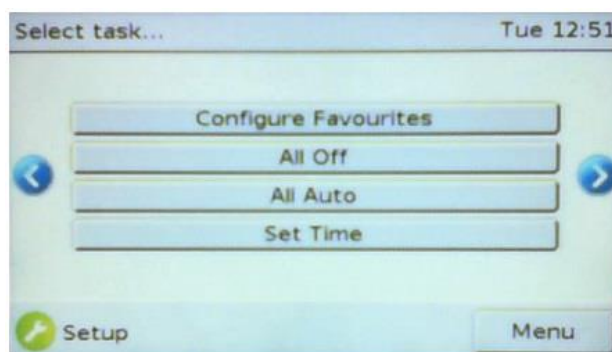 Select task... Tue 12:51
Configure Favourites
All Off
All Auto
Set Time
Setup Menu